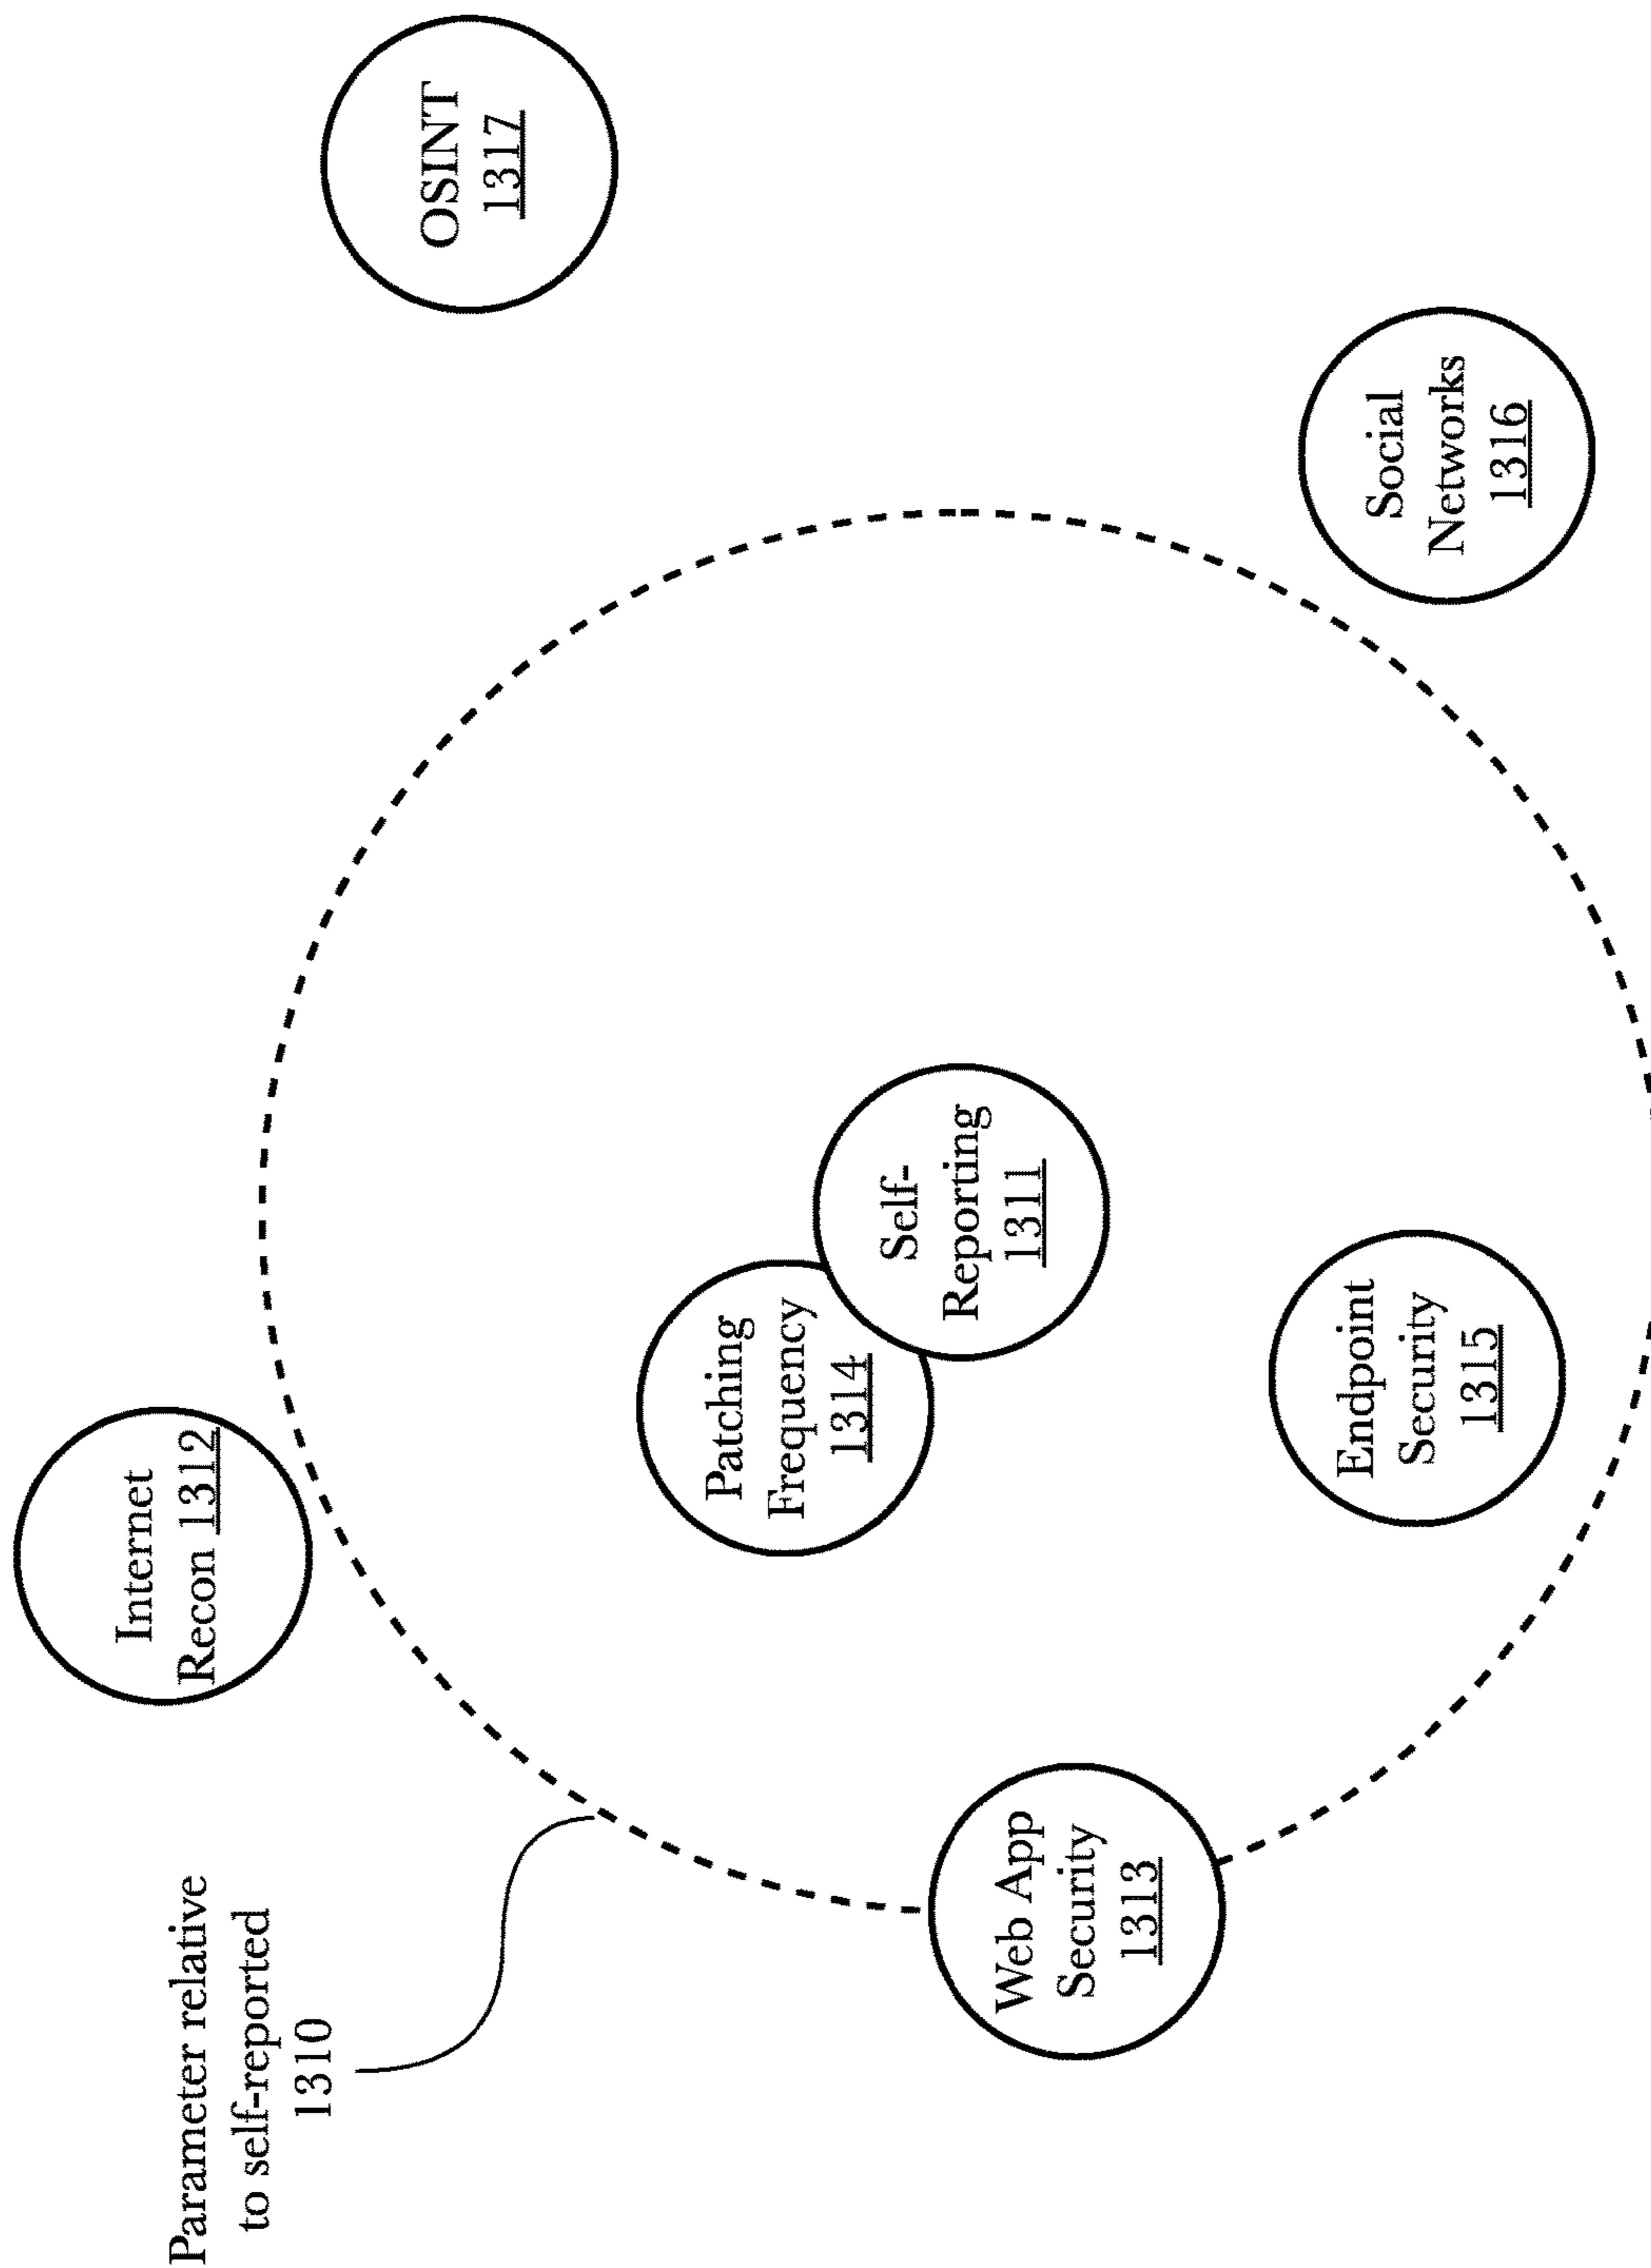 Parameter relative
to self-reported
1310
Internet
Recon 1312
OSINT
1317
Patching
Frequency
1314
Self-
Reporting
1311
Web App
Security
1313
Endpoint
Security
1315
Social
Networks
1316